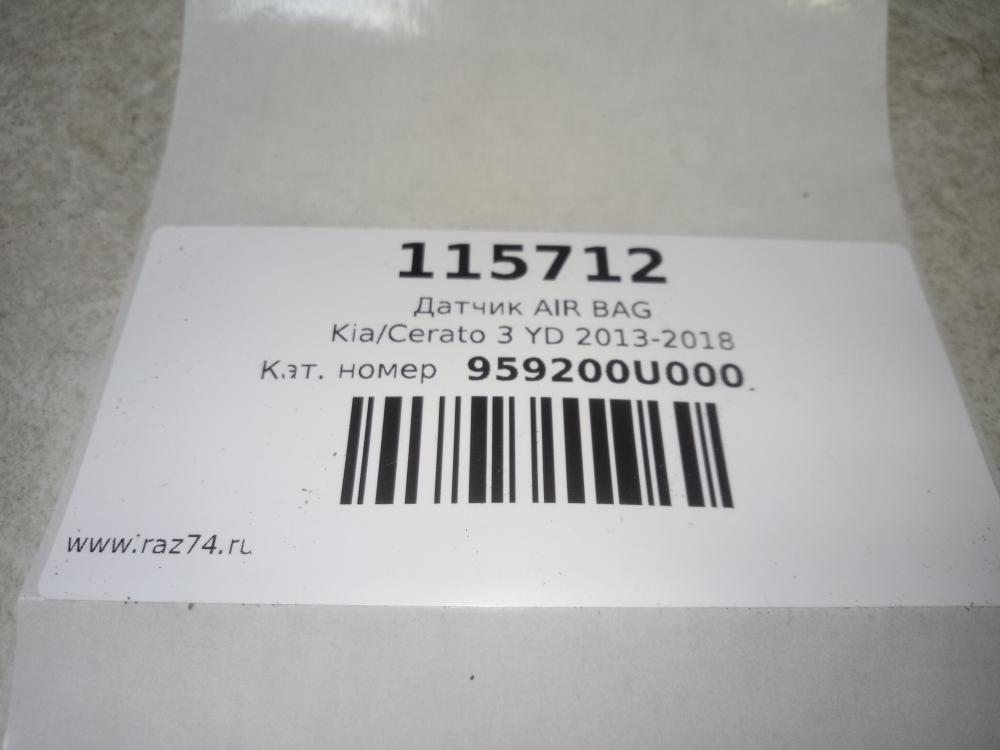 115712
Датчик AIR BAG
Kia/Cerato 3 YD 2013-2018
Кат. номер 959200U000
www.raz74.ru